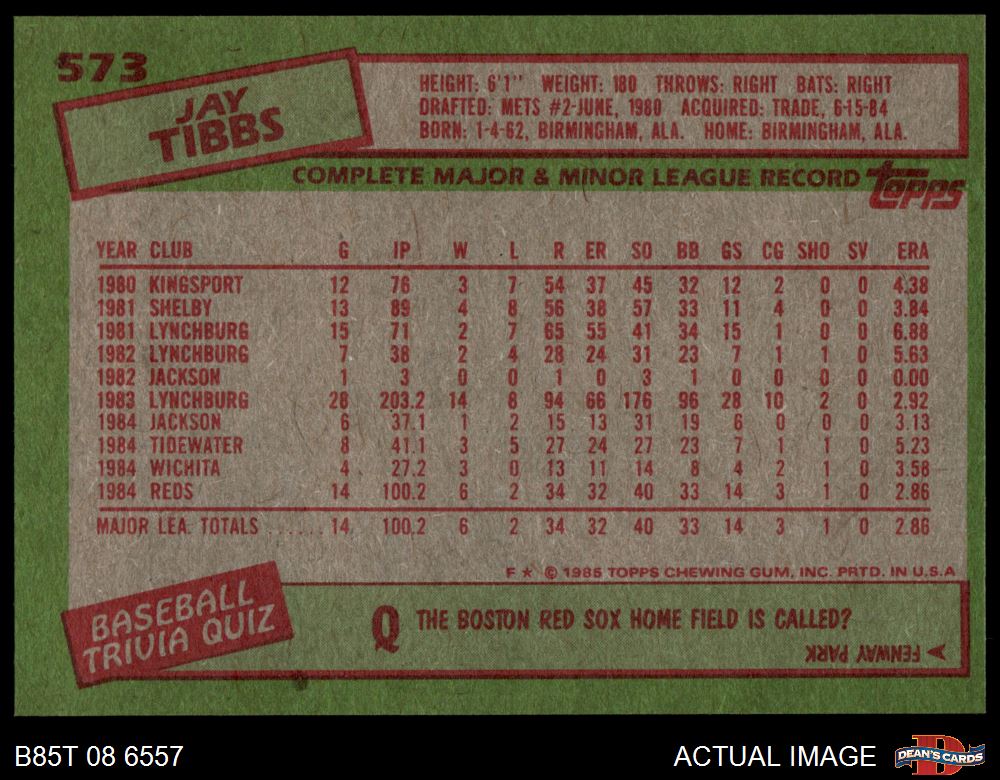 573
JAY
TIBBS
HEIGHT: 6'1" WEIGHT: 180 THROWS: RIGHT BATS: RIGHT
DRAFTED: METS #2-JUNE, 1980 ACQUIRED: TRADE, 6-15-84
BORN: 1-4-62, BIRMINGHAM, ALA. HOME: BIRMINGHAM, ALA.
COMPLETE MAJOR & MINOR LEAGUE RECORD topps
YEAR CLUB G IP W L R ER SO BB GS CG SHO SV ERA
1980 KINGSPORT 12 76 3 7 54 37 45 32 12 2 0 0 4.38
1981 SHELBY 13 89 4 8 56 38 57 33 11 4 0 0 3.84
1981 LYNCHBURG 15 71 2 7 65 55 41 34 15 1 0 0 6.88
1982 LYNCHBURG 7 38 2 4 28 24 31 23 7 1 1 0 5.63
1982 JACKSON 1 3 0 0 1 0 3 1 0 0 0 0 0.00
1983 LYNCHBURG 28 203.2 14 8 94 66 176 96 28 10 2 0 2.92
1984 JACKSON 6 37.1 1 2 15 13 31 19 6 0 0 0 3.13
1984 TIDEWATER 8 41.1 3 5 27 24 27 23 7 1 1 0 5.23
1984 WICHITA 4 27.2 3 0 13 11 14 8 4 2 1 0 3.58
1984 REDS 14 100.2 6 2 34 32 40 33 14 3 1 0 2.86
MAJOR LEA. TOTALS ...... 14 100.2 6 2 34 32 40 33 14 3 1 0 2.86
F ★ © 1985 TOPPS CHEWING GUM, INC. PRTD. IN U.S.A
BASEBALL
TRIVIA QUIZ
Q THE BOSTON RED SOX HOME FIELD IS CALLED?
A FENWAY PARK
B85T 08 6557
ACTUAL IMAGE
D
DEAN'S CARDS